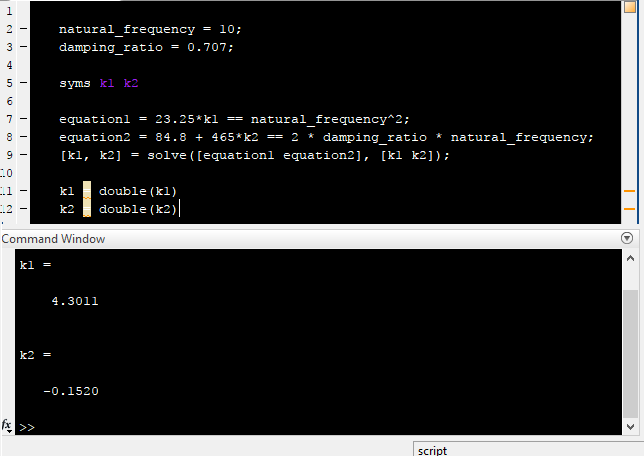 1
2 – natural_frequency = 10;
3 – damping_ratio = 0.707;
4
5 – syms k1 k2
6
7 – equation1 = 23.25*k1 == natural_frequency^2;
8 – equation2 = 84.8 + 465*k2 == 2 * damping_ratio * natural_frequency;
9 – [k1, k2] = solve([equation1 equation2], [k1 k2]);
10
11 – k1 = double(k1)
12 – k2 = double(k2)
Command Window
k1 =
4.3011
k2 =
-0.1520
fx >>
script